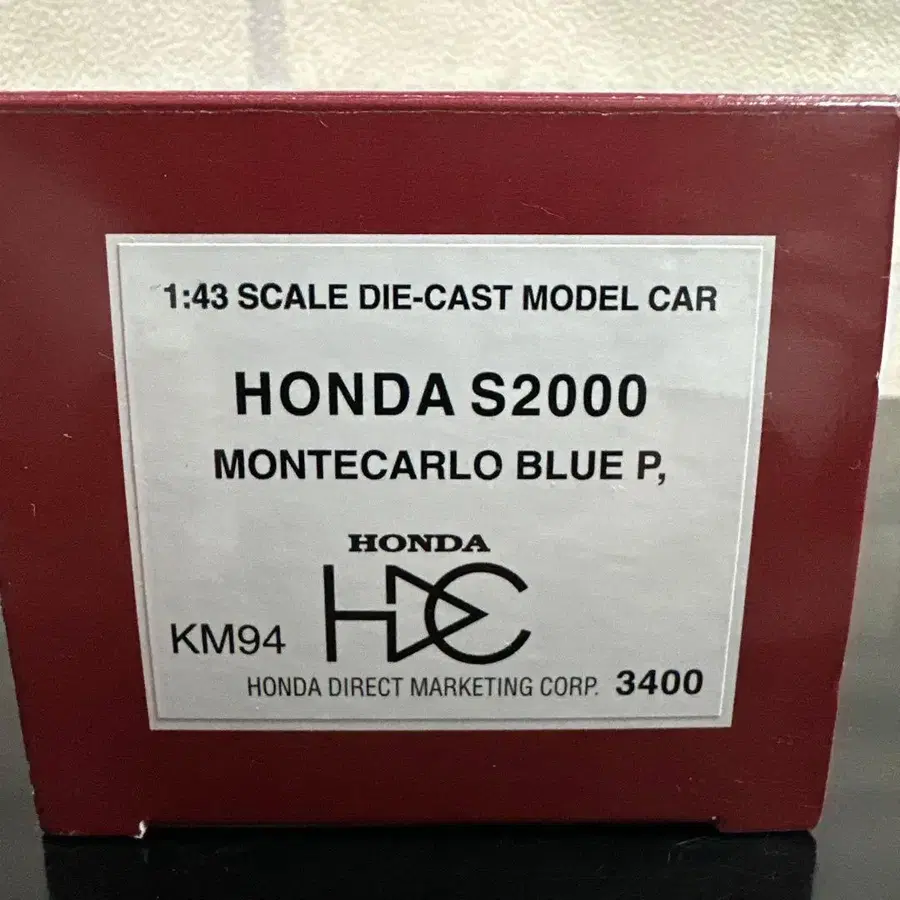 1:43 SCALE DIE-CAST MODEL CAR
HONDA S2000
MONTECARLO BLUE P,
HONDA
HDC
KM94
HONDA DIRECT MARKETING CORP. 3400